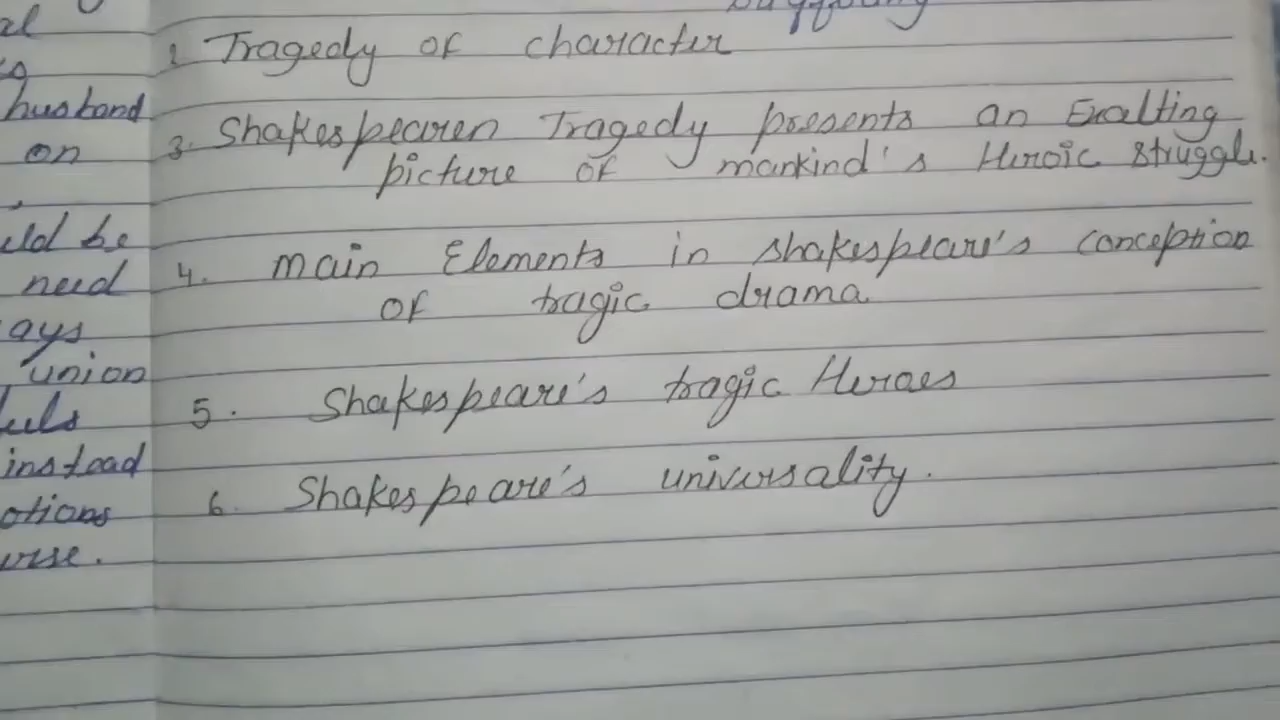 husband
on
need
union
instead
2. Tragedy of character
3. Shakespearen Tragedy presents an Exalting
picture of mankind's Heroic struggle.
4. main Elements in Shakespeare's conception
of tragic drama.
5. Shakespeare's tragic Heroes
6. Shakespeare's universality.